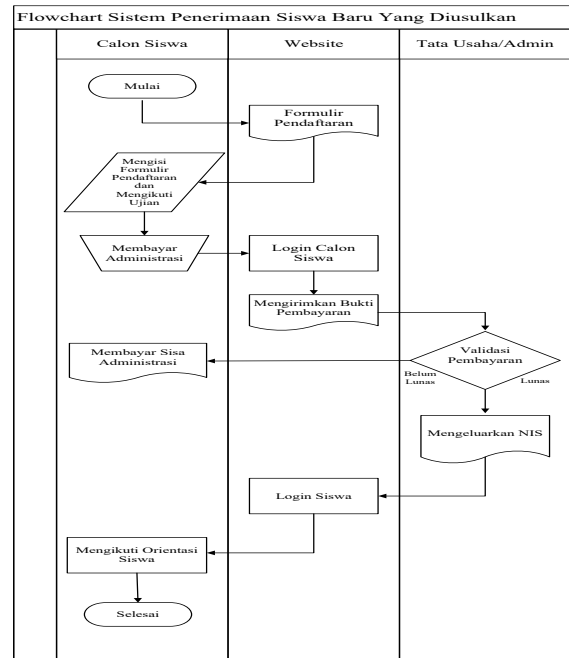 Flowchart Sistem Penerimaan Siswa Baru Yang Diusulkan
Calon Siswa
Website
Tata Usaha/Admin
Mulai
Formulir
Pendaftaran
Mengisi
Formulir
Pendaftaran
dan
Mengikuti
Ujian
Membayar
Administrasi
Login Calon
Siswa
Mengirimkan Bukti
Pembayaran
Validasi
Pembayaran
Membayar Sisa
Administrasi
Belum
Lunas
Lunas
Mengeluarkan NIS
Login Siswa
Mengikuti Orientasi
Siswa
Selesai